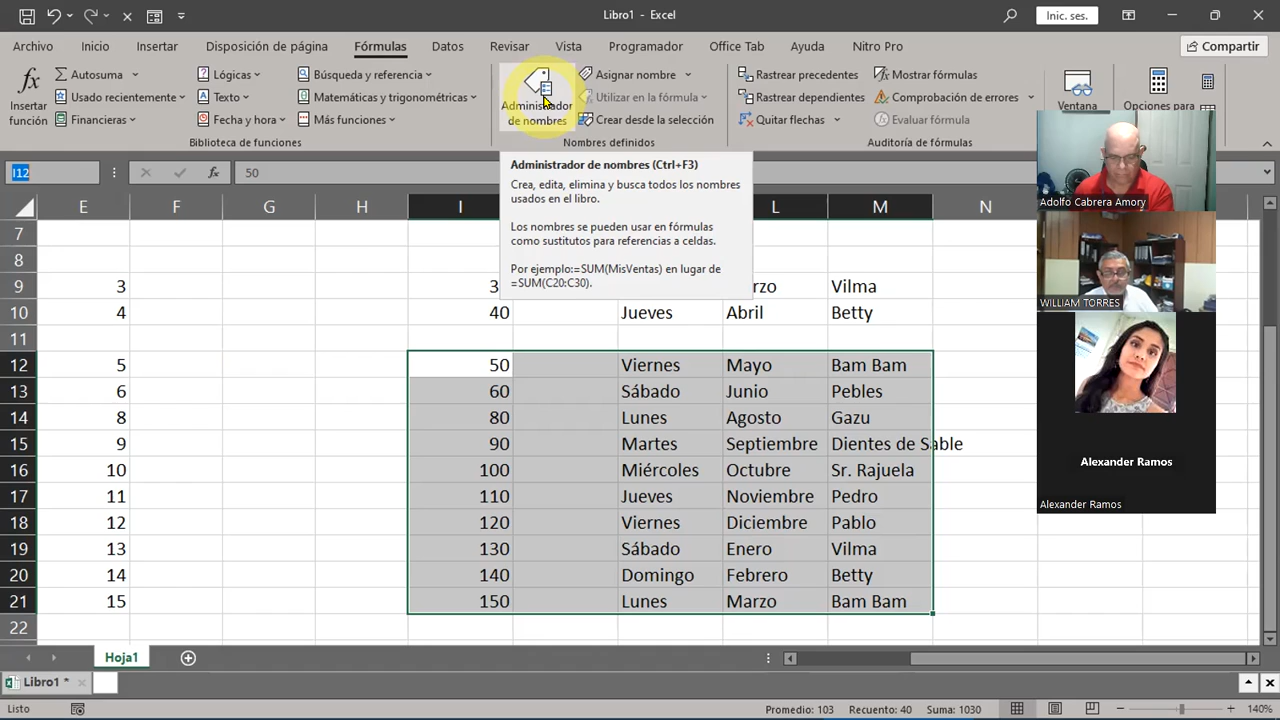 Libro1 - Excel
Inic. ses.
Archivo
Inicio
Insertar
Disposición de página
Fórmulas
Datos
Revisar
Vista
Programador
Office Tab
Ayuda
Nitro Pro
Compartir
fx
Insertar
función
Autosuma
Usado recientemente
Financieras
Lógicas
Texto
Fecha y hora
Búsqueda y referencia
Matemáticas y trigonométricas
Más funciones
Biblioteca de funciones
Administrador
de nombres
Asignar nombre
Utilizar en la fórmula
Crear desde la selección
Nombres definidos
Rastrear precedentes
Rastrear dependientes
Quitar flechas
Mostrar fórmulas
Comprobación de errores
Evaluar fórmula
Auditoría de fórmulas
Ventana
Opciones para
I12
fx
50
Administrador de nombres (Ctrl+F3)
Crea, edita, elimina y busca todos los nombres
usados en el libro.
Los nombres se pueden usar en fórmulas
como sustitutos para referencias a celdas.
Por ejemplo:=SUM(MisVentas) en lugar de
=SUM(C20:C30).
E F G H I L M N
7
8
9 3 3 rzo Vilma
10 4 40 Jueves Abril Betty
11
12 5 50 Viernes Mayo Bam Bam
13 6 60 Sábado Junio Pebles
14 8 80 Lunes Agosto Gazu
15 9 90 Martes Septiembre Dientes de Sable
16 10 100 Miércoles Octubre Sr. Rajuela
17 11 110 Jueves Noviembre Pedro
18 12 120 Viernes Diciembre Pablo
19 13 130 Sábado Enero Vilma
20 14 140 Domingo Febrero Betty
21 15 150 Lunes Marzo Bam Bam
22
Adolfo Cabrera Amory
WILLIAM TORRES
Alexander Ramos
Alexander Ramos
Hoja1
Libro1 *
Listo
Promedio: 103
Recuento: 40
Suma: 1030
140%